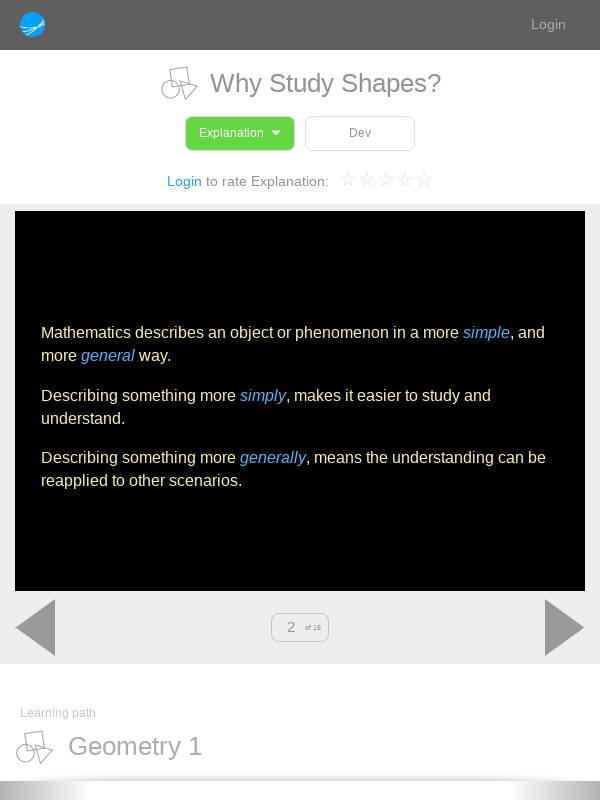 Login
Why Study Shapes?
Explanation
Dev
Login to rate Explanation: ☆☆☆☆☆
Mathematics describes an object or phenomenon in a more simple, and
more general way.
Describing something more simply, makes it easier to study and
understand.
Describing something more generally, means the understanding can be
reapplied to other scenarios.
2 of 16
Learning path
Geometry 1